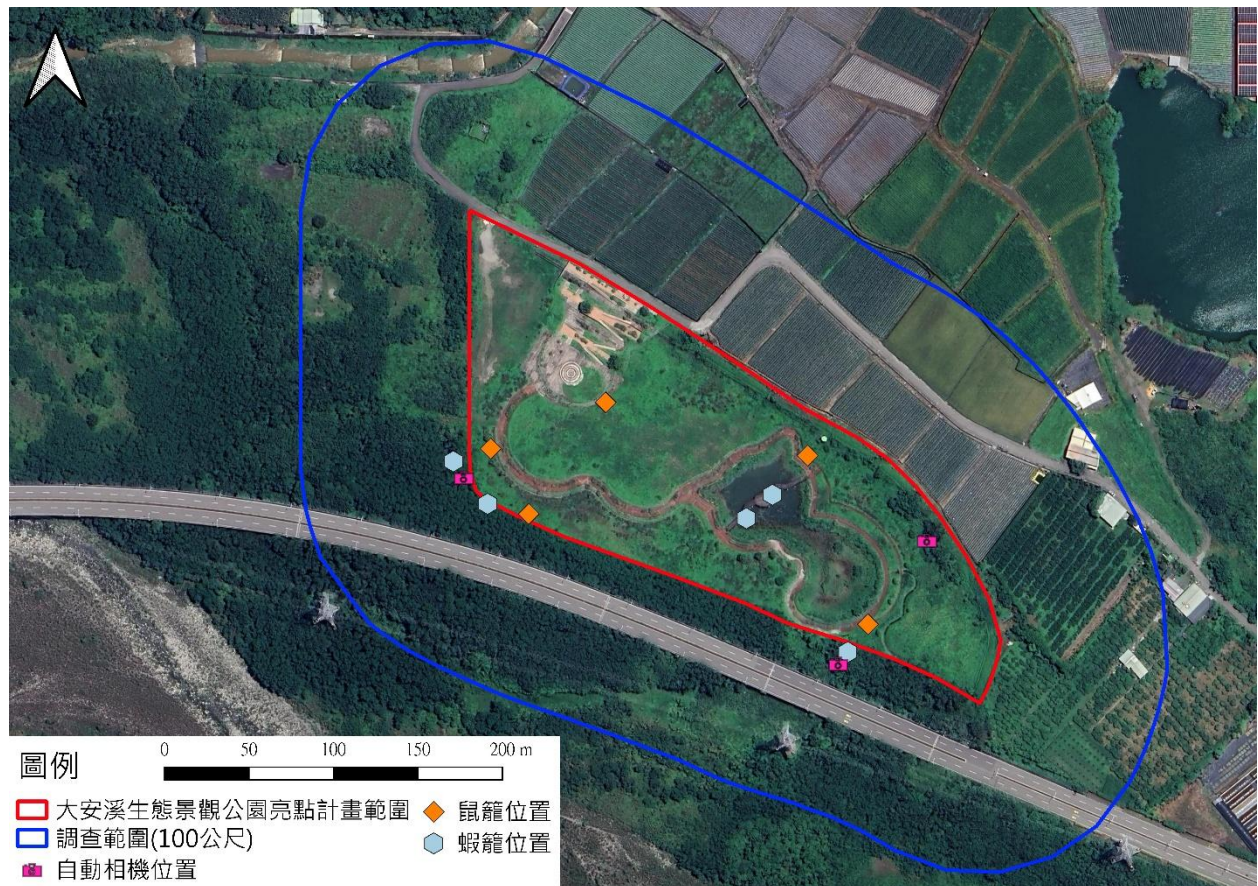 圖例
0 50 100 150 200 m
大安溪生態景觀公園亮點計畫範圍
調查範圍(100公尺)
自動相機位置
鼠籠位置
蝦籠位置